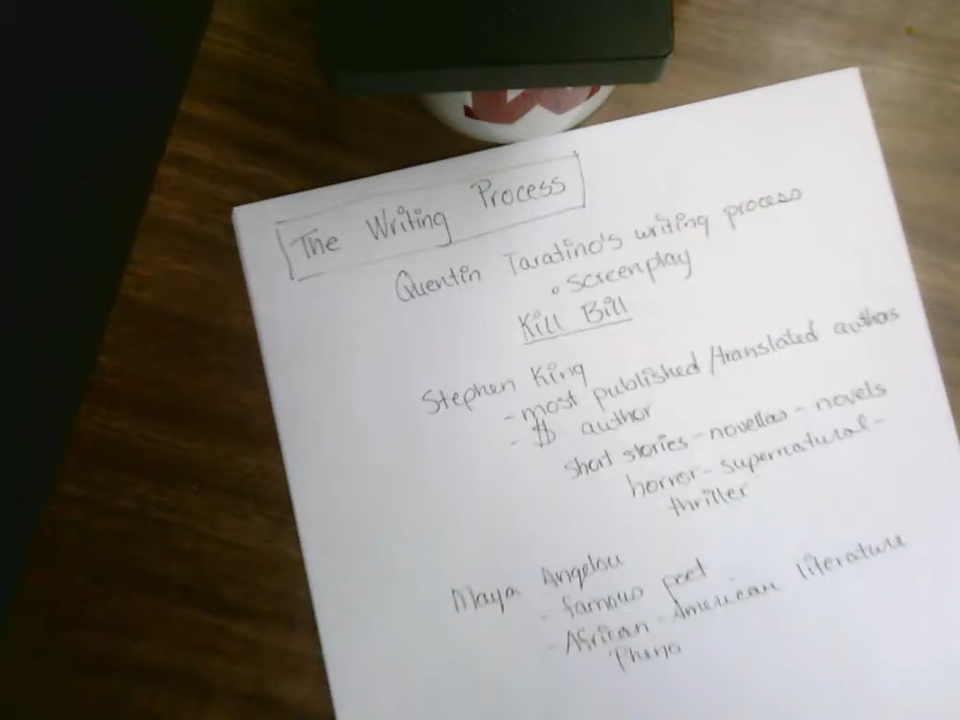 The Writing Process
Quentin Taratino's writing process
• screenplay
Kill Bill
Stephen King
- most published/translated authors
- $ author
short stories - novellas - novels
horror - supernatural -
thriller
Maya Angelou
- famous poet
- African-American literature